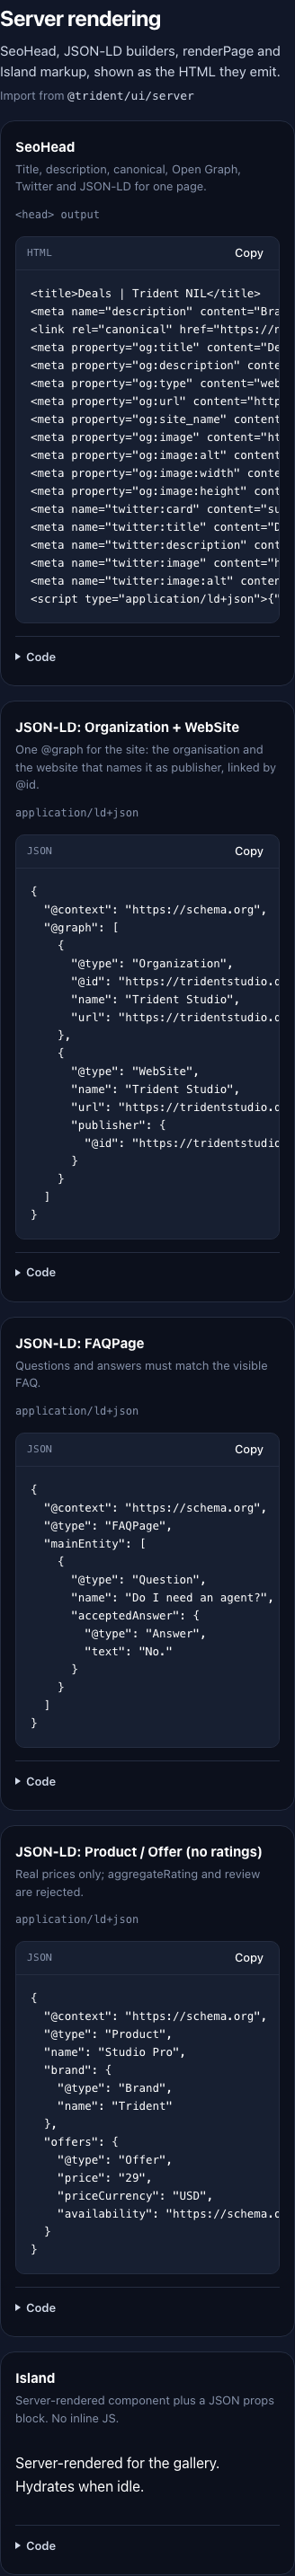 Server rendering
SeoHead, JSON-LD builders, renderPage and
Island markup, shown as the HTML they emit.
Import from @trident/ui/server
SeoHead
Title, description, canonical, Open Graph,
Twitter and JSON-LD for one page.
<head> output
HTML
Copy
<title>Deals | Trident NIL</title>
<meta name="description" content="Bra
<link rel="canonical" href="https://n
<meta property="og:title" content="De
<meta property="og:description" conte
<meta property="og:type" content="web
<meta property="og:url" content="http
<meta property="og:site_name" content
<meta property="og:image" content="ht
<meta property="og:image:alt" content
<meta property="og:image:width" conte
<meta property="og:image:height" cont
<meta name="twitter:card" content="su
<meta name="twitter:title" content="D
<meta name="twitter:description" cont
<meta name="twitter:image" content="h
<meta name="twitter:image:alt" conten
<script type="application/ld+json">{"
Code
JSON-LD: Organization + WebSite
One @graph for the site: the organisation and
the website that names it as publisher, linked by
@id.
application/ld+json
JSON
Copy
{
"@context": "https://schema.org",
"@graph": [
{
"@type": "Organization",
"@id": "https://tridentstudio.o
"name": "Trident Studio",
"url": "https://tridentstudio.o
},
{
"@type": "WebSite",
"name": "Trident Studio",
"url": "https://tridentstudio.o
"publisher": {
"@id": "https://tridentstudio
}
}
]
}
Code
JSON-LD: FAQPage
Questions and answers must match the visible
FAQ.
application/ld+json
JSON
Copy
{
"@context": "https://schema.org",
"@type": "FAQPage",
"mainEntity": [
{
"@type": "Question",
"name": "Do I need an agent?",
"acceptedAnswer": {
"@type": "Answer",
"text": "No."
}
}
]
}
Code
JSON-LD: Product / Offer (no ratings)
Real prices only; aggregateRating and review
are rejected.
application/ld+json
JSON
Copy
{
"@context": "https://schema.org",
"@type": "Product",
"name": "Studio Pro",
"brand": {
"@type": "Brand",
"name": "Trident"
},
"offers": {
"@type": "Offer",
"price": "29",
"priceCurrency": "USD",
"availability": "https://schema.o
}
}
Code
Island
Server-rendered component plus a JSON props
block. No inline JS.
Server-rendered for the gallery.
Hydrates when idle.
Code